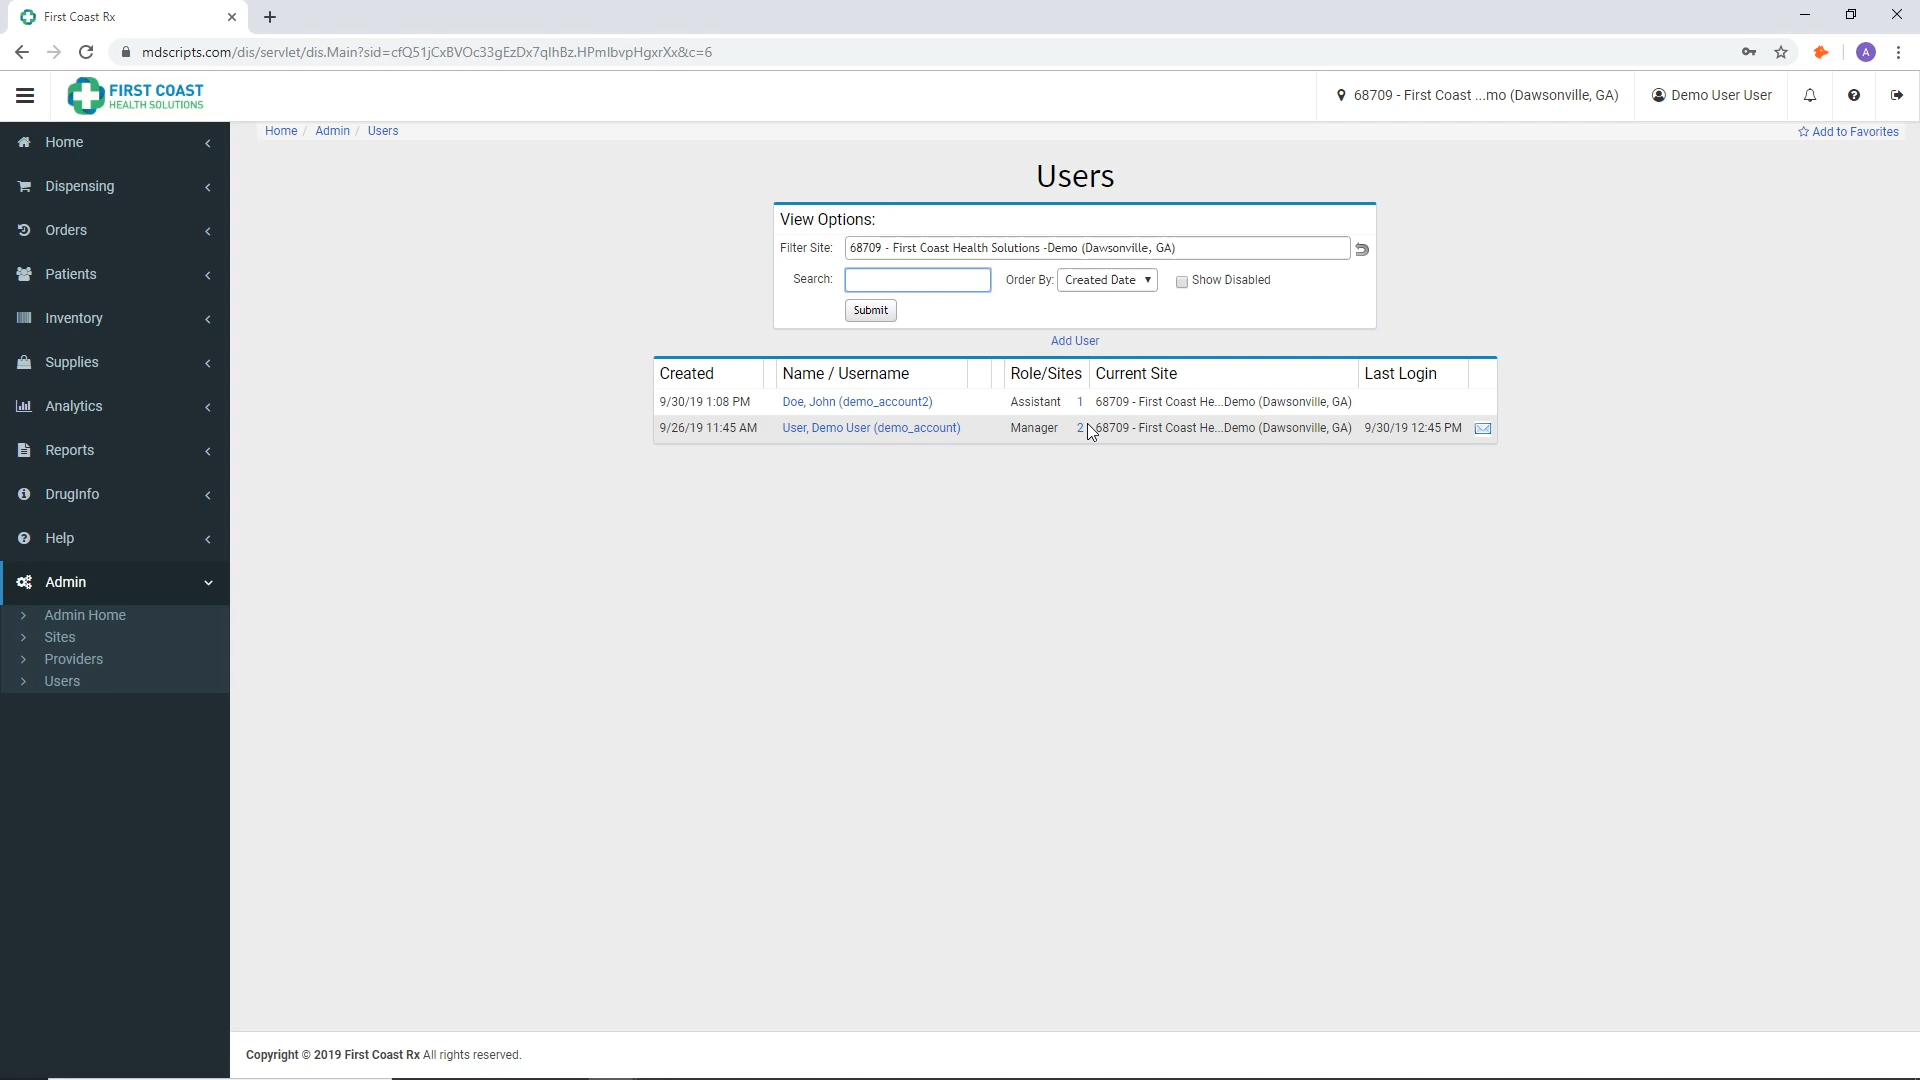 First Coast Rx
mdscripts.com/dis/servlet/dis.Main?sid=cfQ51jCxBVOc33gEzDx7qlhBz.HPmlbvpHgxrXx&c=6
A
FIRST COAST
HEALTH SOLUTIONS
68709 - First Coast ...mo (Dawsonville, GA)
Demo User User
Home / Admin / Users
Add to Favorites
Home
Dispensing
Orders
Patients
Inventory
Supplies
Analytics
Reports
DrugInfo
Help
Admin
Admin Home
Sites
Providers
Users
Users
View Options:
Filter Site: 68709 - First Coast Health Solutions -Demo (Dawsonville, GA)
Search: Order By: Created Date Show Disabled
Submit
Add User
Created Name / Username Role/Sites Current Site Last Login
9/30/19 1:08 PM Doe, John (demo_account2) Assistant 1 68709 - First Coast He...Demo (Dawsonville, GA)
9/26/19 11:45 AM User, Demo User (demo_account) Manager 2 68709 - First Coast He...Demo (Dawsonville, GA) 9/30/19 12:45 PM
Copyright © 2019 First Coast Rx All rights reserved.